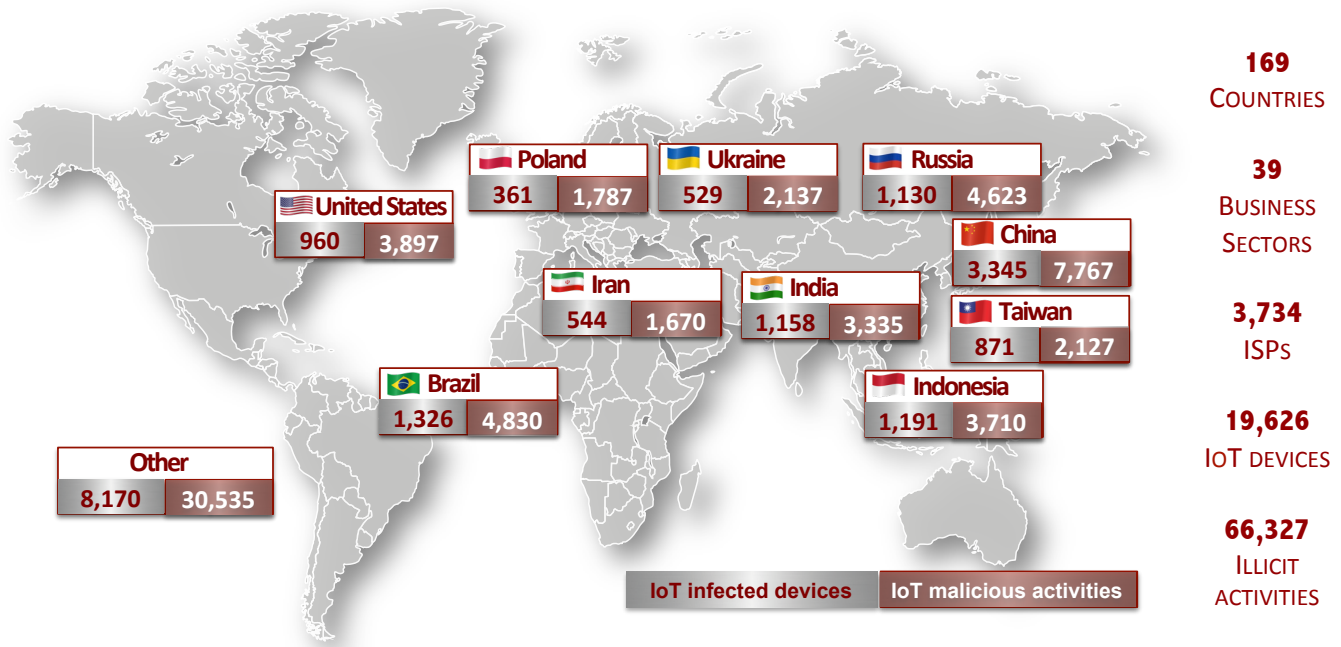 169
COUNTRIES
Poland
361 1,787
Ukraine
529 2,137
Russia
1,130 4,623
39
BUSINESS
SECTORS
United States
960 3,897
China
3,345 7,767
Iran
544 1,670
India
1,158 3,335
Taiwan
871 2,127
3,734
ISPS
Brazil
1,326 4,830
Indonesia
1,191 3,710
19,626
IOT DEVICES
Other
8,170 30,535
66,327
ILLICIT
ACTIVITIES
IoT infected devices IoT malicious activities